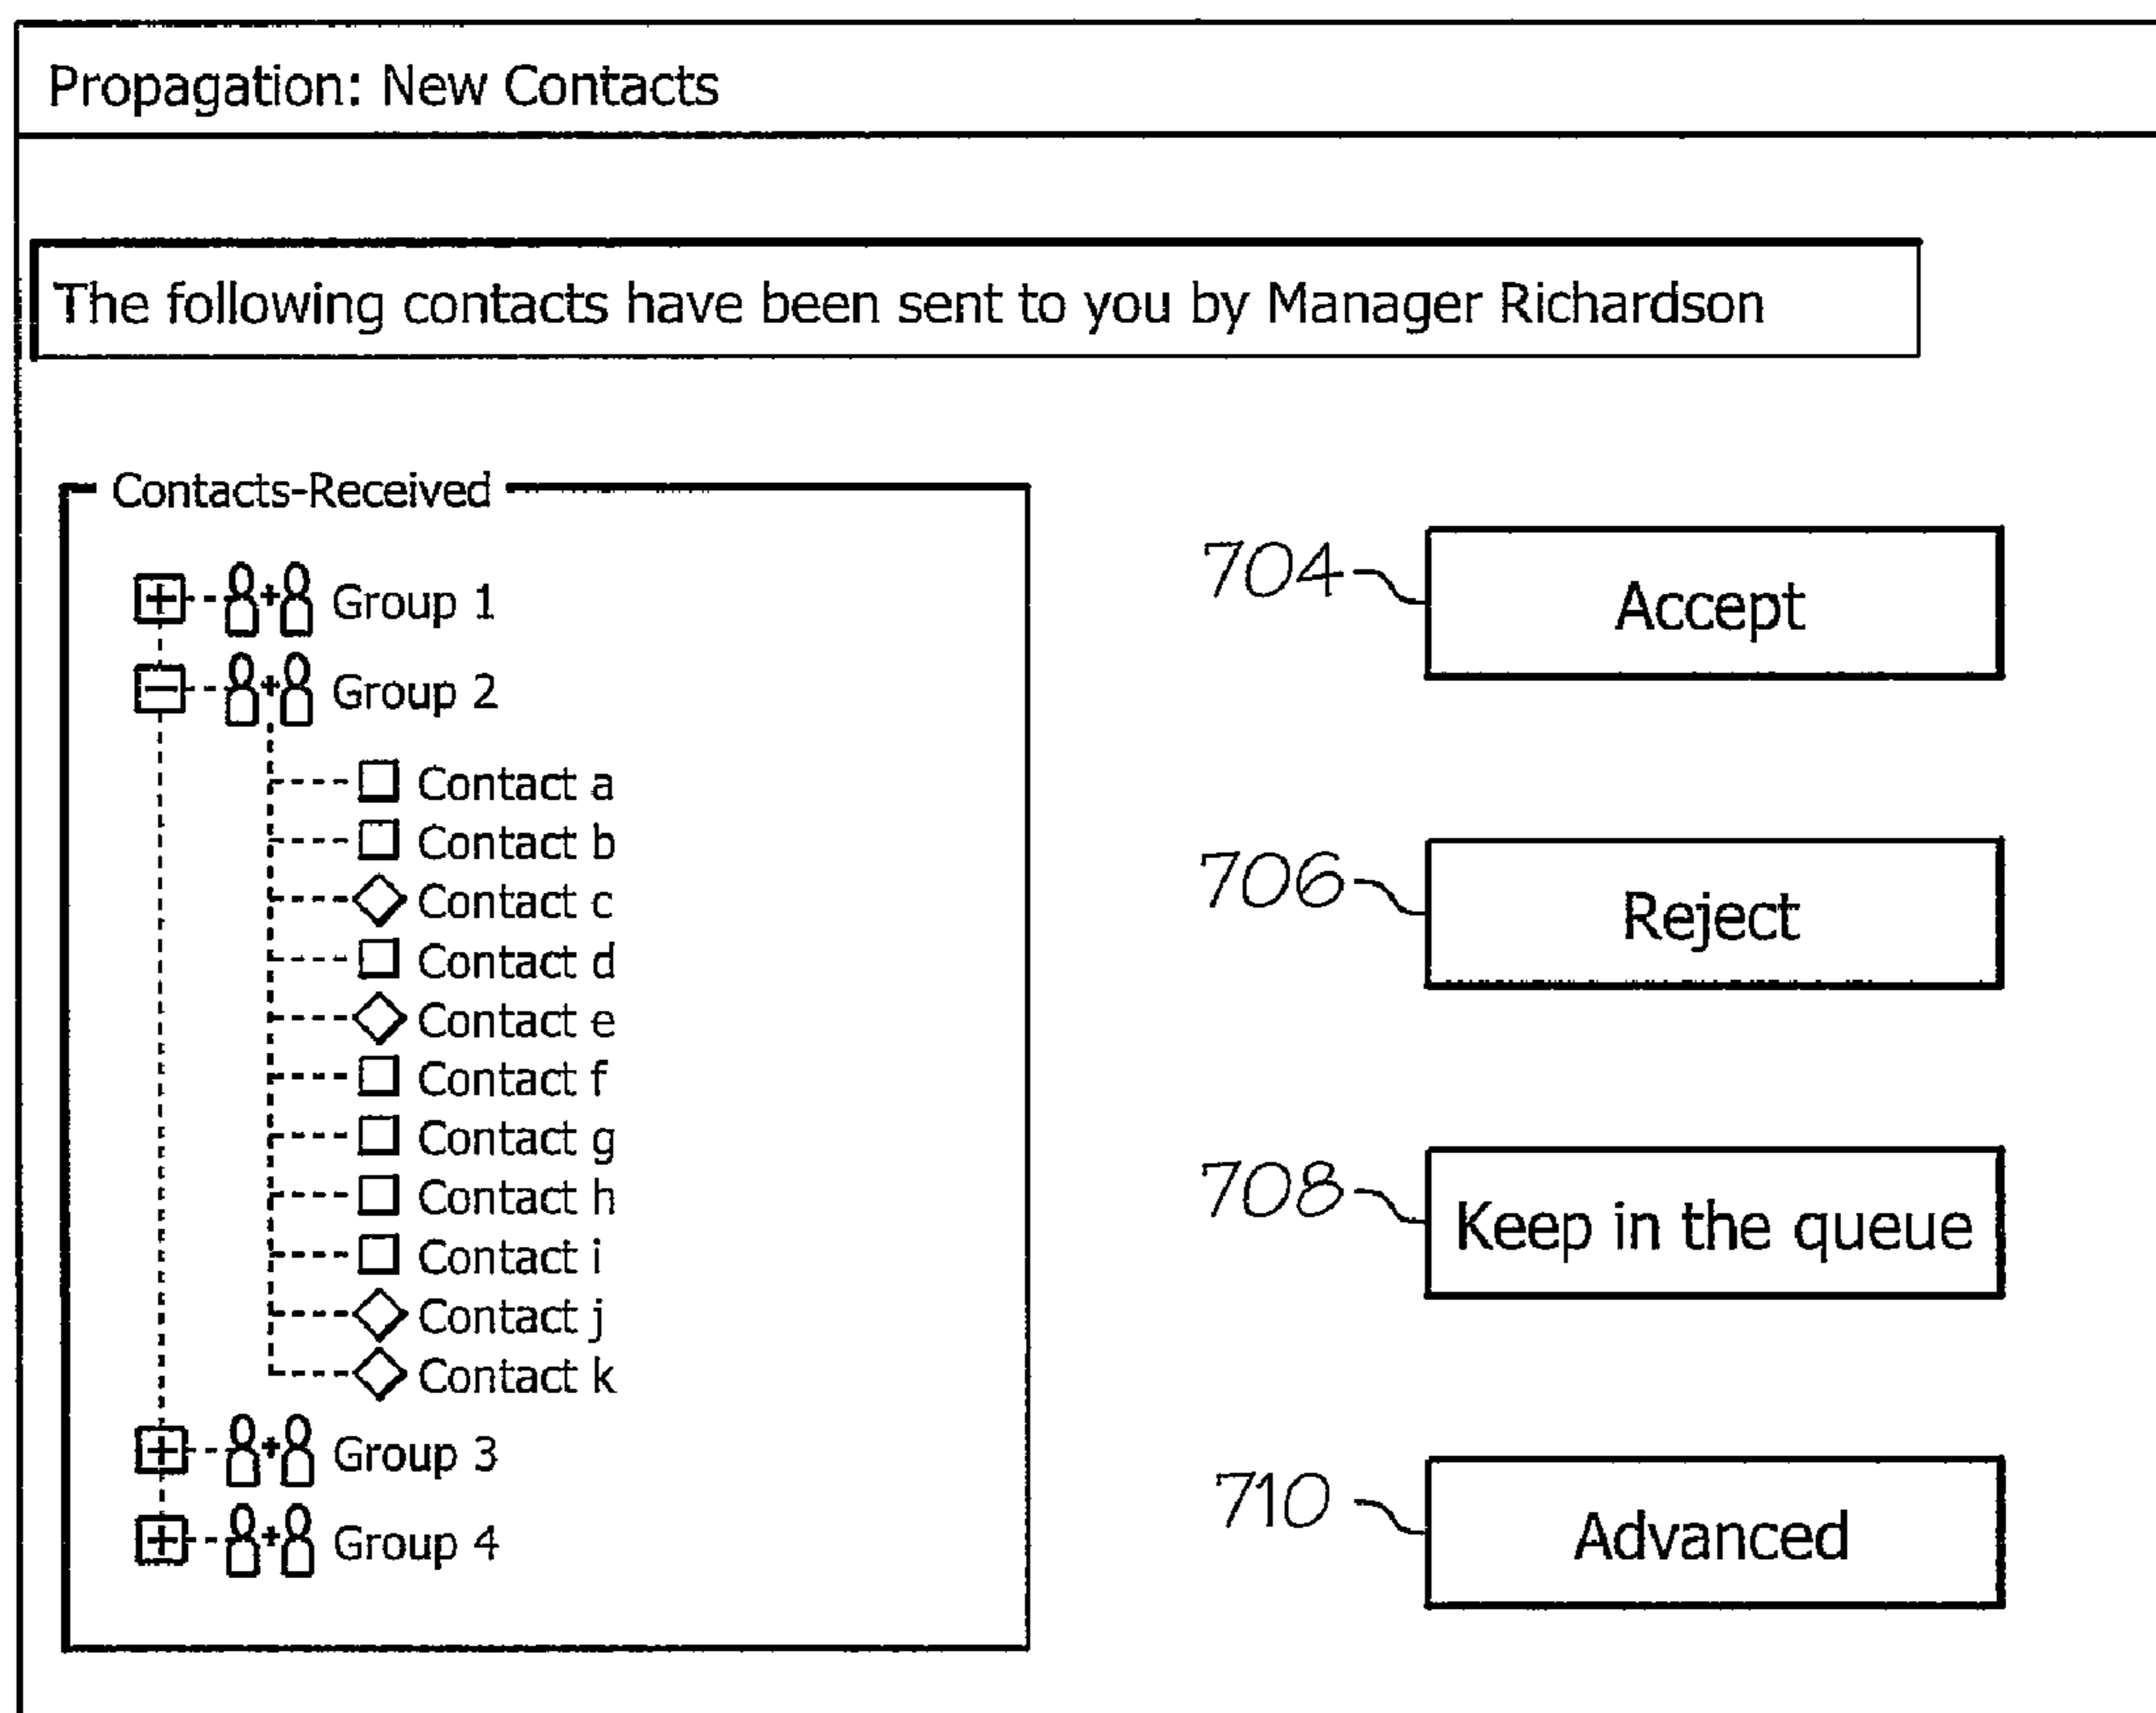 Propagation: New Contacts
The following contacts have been sent to you by Manager Richardson
Contacts-Received
Group 1
Group 2
Contact a
Contact b
Contact c
Contact d
Contact e
Contact f
Contact g
Contact h
Contact i
Contact j
Contact k
Group 3
Group 4
704 Accept
706 Reject
708 Keep in the queue
710 Advanced